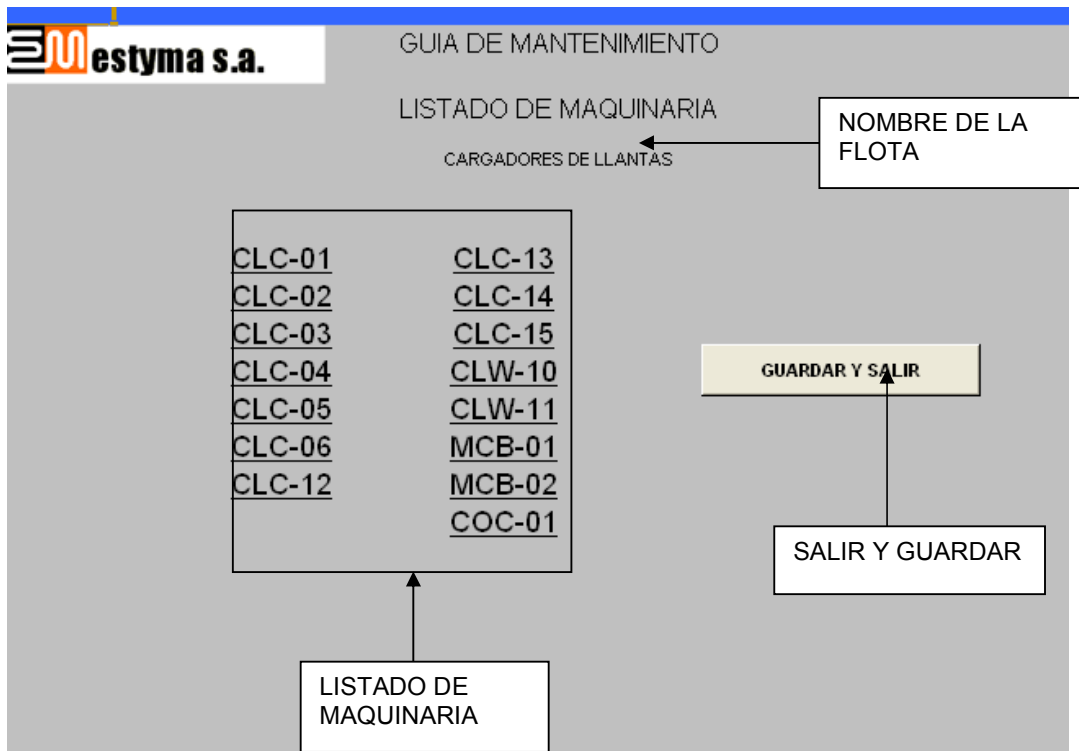 Mestyma s.a.
GUIA DE MANTENIMIENTO
LISTADO DE MAQUINARIA
CARGADORES DE LLANTAS
NOMBRE DE LA
FLOTA
CLC-01
CLC-02
CLC-03
CLC-04
CLC-05
CLC-06
CLC-12
CLC-13
CLC-14
CLC-15
CLW-10
CLW-11
MCB-01
MCB-02
COC-01
GUARDAR Y SALIR
SALIR Y GUARDAR
LISTADO DE
MAQUINARIA